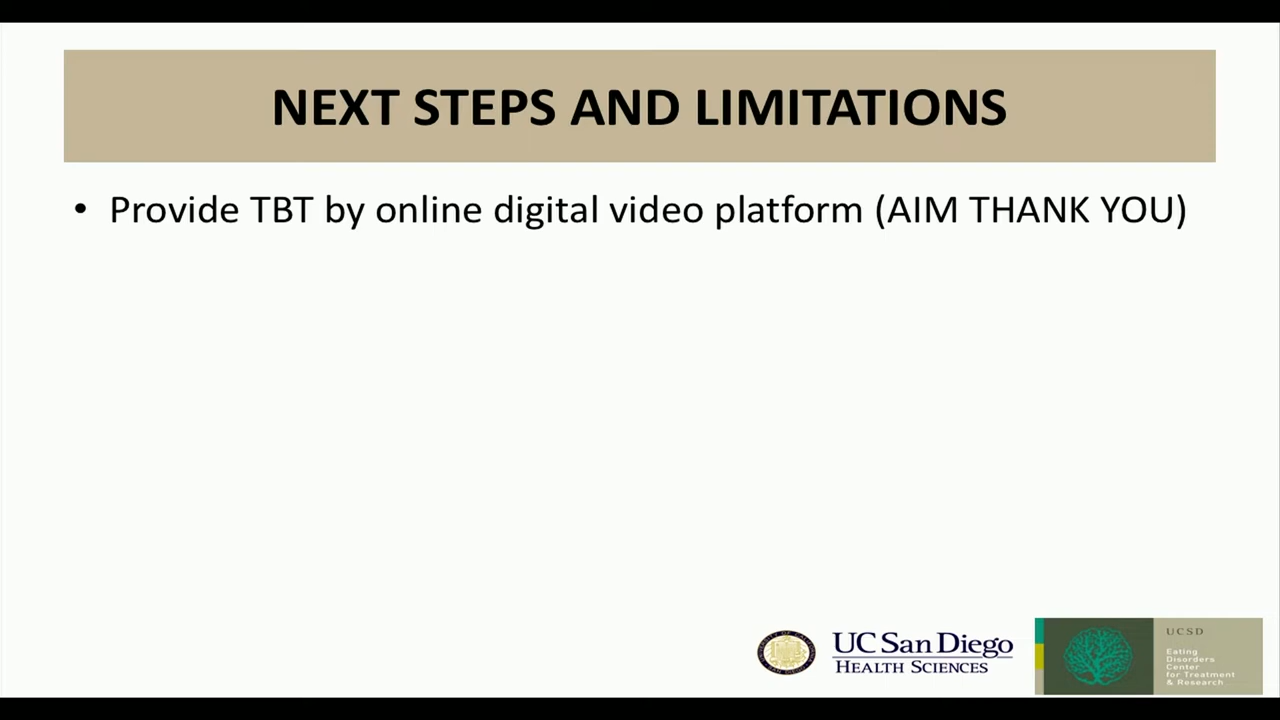 NEXT STEPS AND LIMITATIONS
• Provide TBT by online digital video platform (AIM THANK YOU)
UC San Diego
HEALTH SCIENCES
UCSD
Eating
Disorders
Center
for Treatment
& Research